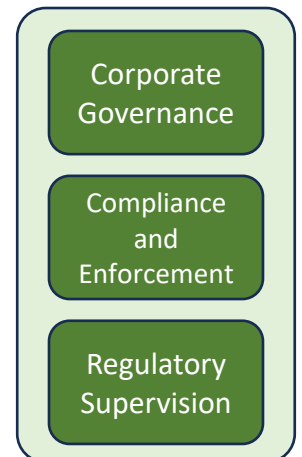 Corporate
Governance
Compliance
and
Enforcement
Regulatory
Supervision